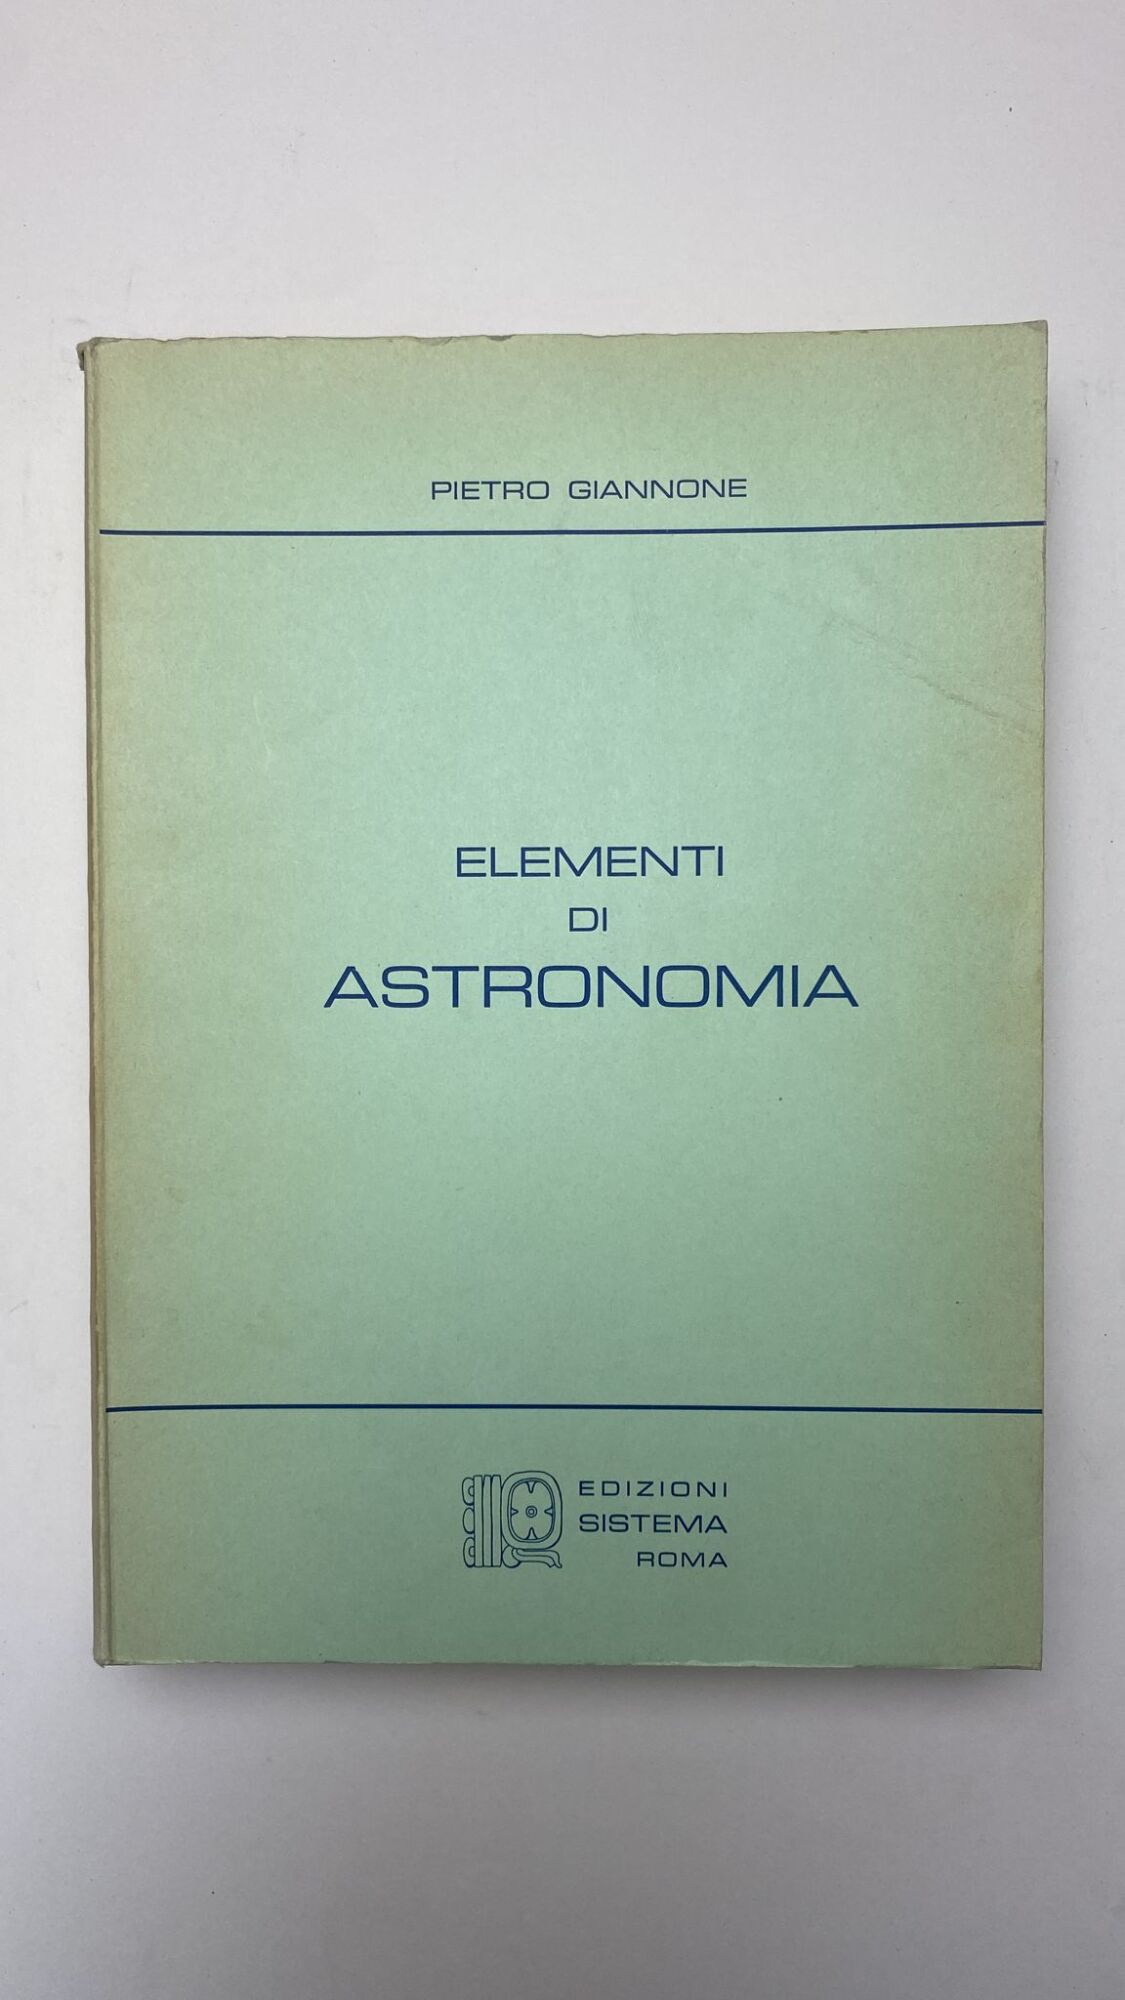 PIETRO GIANNONE
ELEMENTI
DI
ASTRONOMIA
EDIZIONI
SISTEMA
ROMA